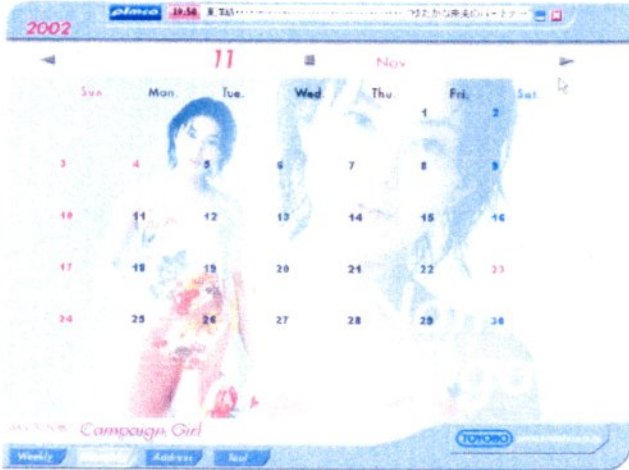 pimco 19:50
2002
11 Nov
Sun. Mon. Tue. Wed. Thu. Fri. Sat.
1 2
3 4 5 6 7 8 9
10 11 12 13 14 15 16
17 18 19 20 21 22 23
24 25 26 27 28 29 30
Campaign Girl
TOYOBO
Weekly Monthly Address Tool